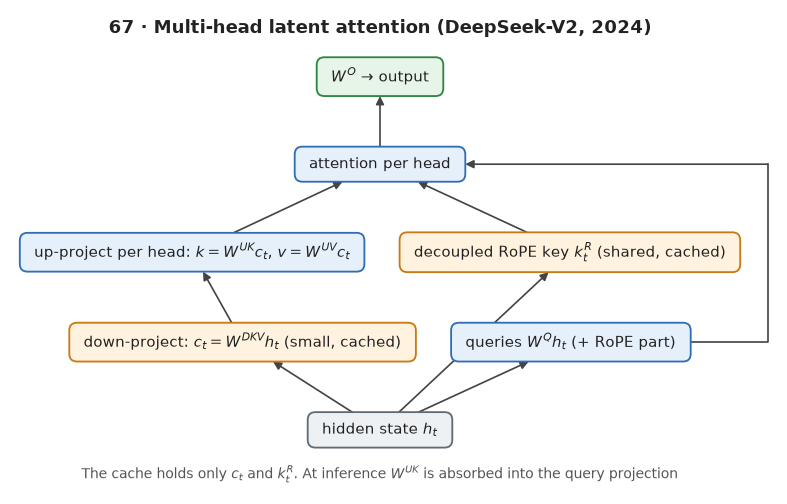 67 · Multi-head latent attention (DeepSeek-V2, 2024)
W^O → output
attention per head
up-project per head: k = W^{UK}c_t, v = W^{UV}c_t
decoupled RoPE key k_t^R (shared, cached)
down-project: c_t = W^{DKV}h_t (small, cached)
queries W^Q h_t (+ RoPE part)
hidden state h_t
The cache holds only c_t and k_t^R. At inference W^{UK} is absorbed into the query projection